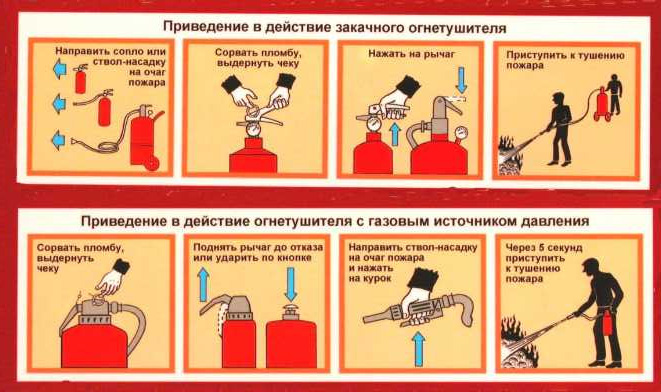 Приведение в действие закачного огнетушителя
Направить сопло или
ствол-насадку
на очаг
пожара
Сорвать пломбу,
выдернуть чеку
Нажать на рычаг
Приступить к тушению
пожара
Приведение в действие огнетушителя с газовым источником давления
Сорвать пломбу,
выдернуть
чеку
Поднять рычаг до отказа
или ударить по кнопке
Направить ствол-насадку
на очаг пожара
и нажать
на курок
Через 5 секунд
приступить
к тушению
пожара